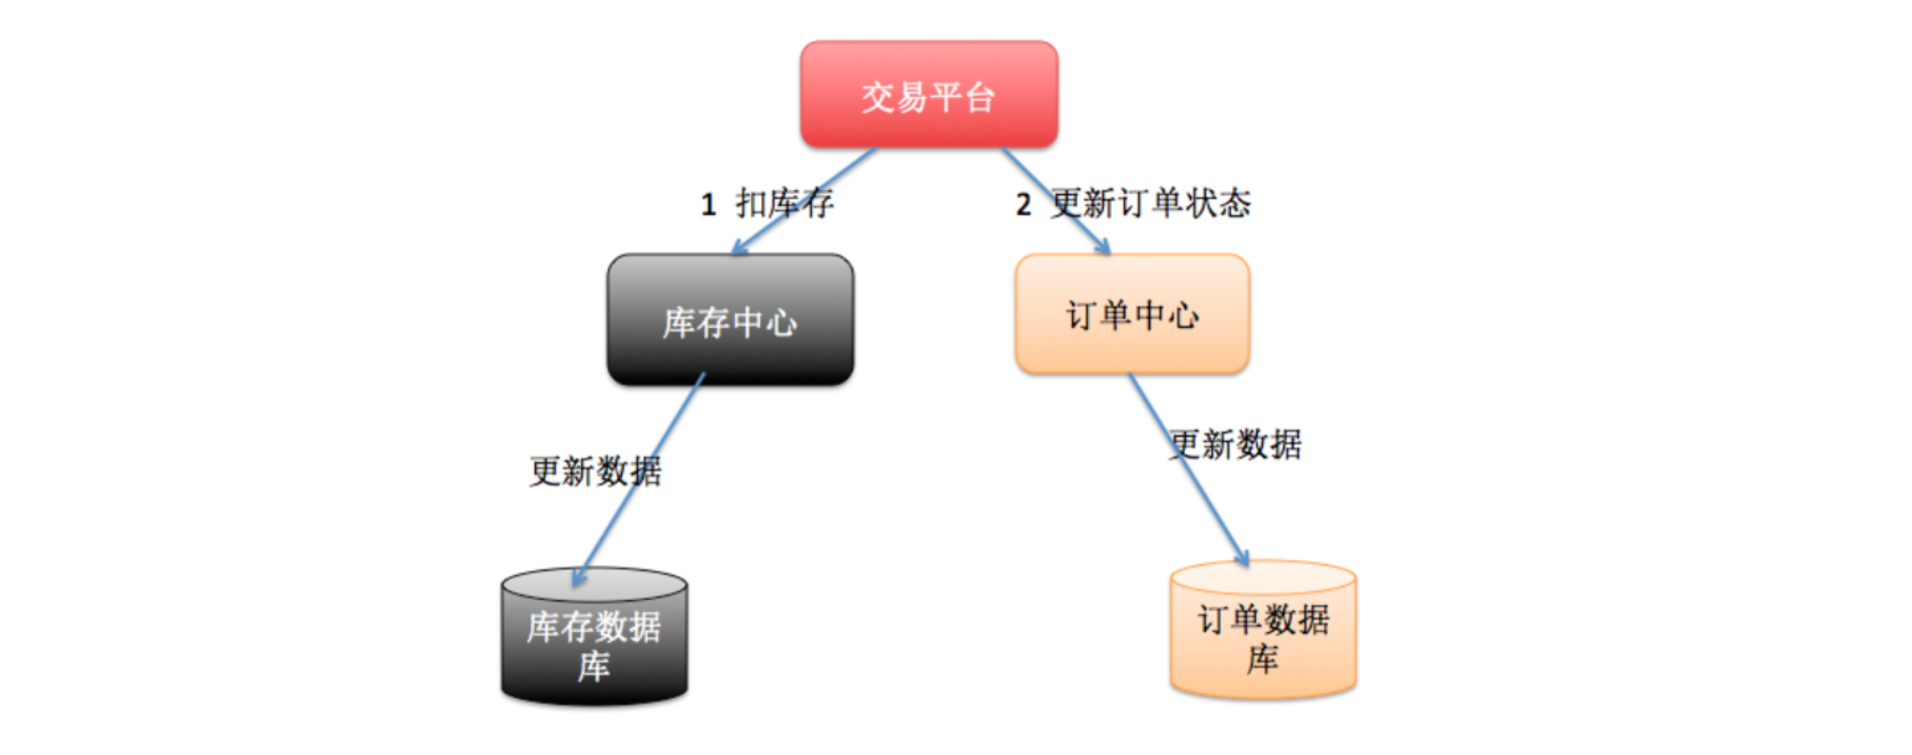 交易平台
1 扣库存
2 更新订单状态
库存中心
订单中心
更新数据
更新数据
库存数据
库
订单数据
库